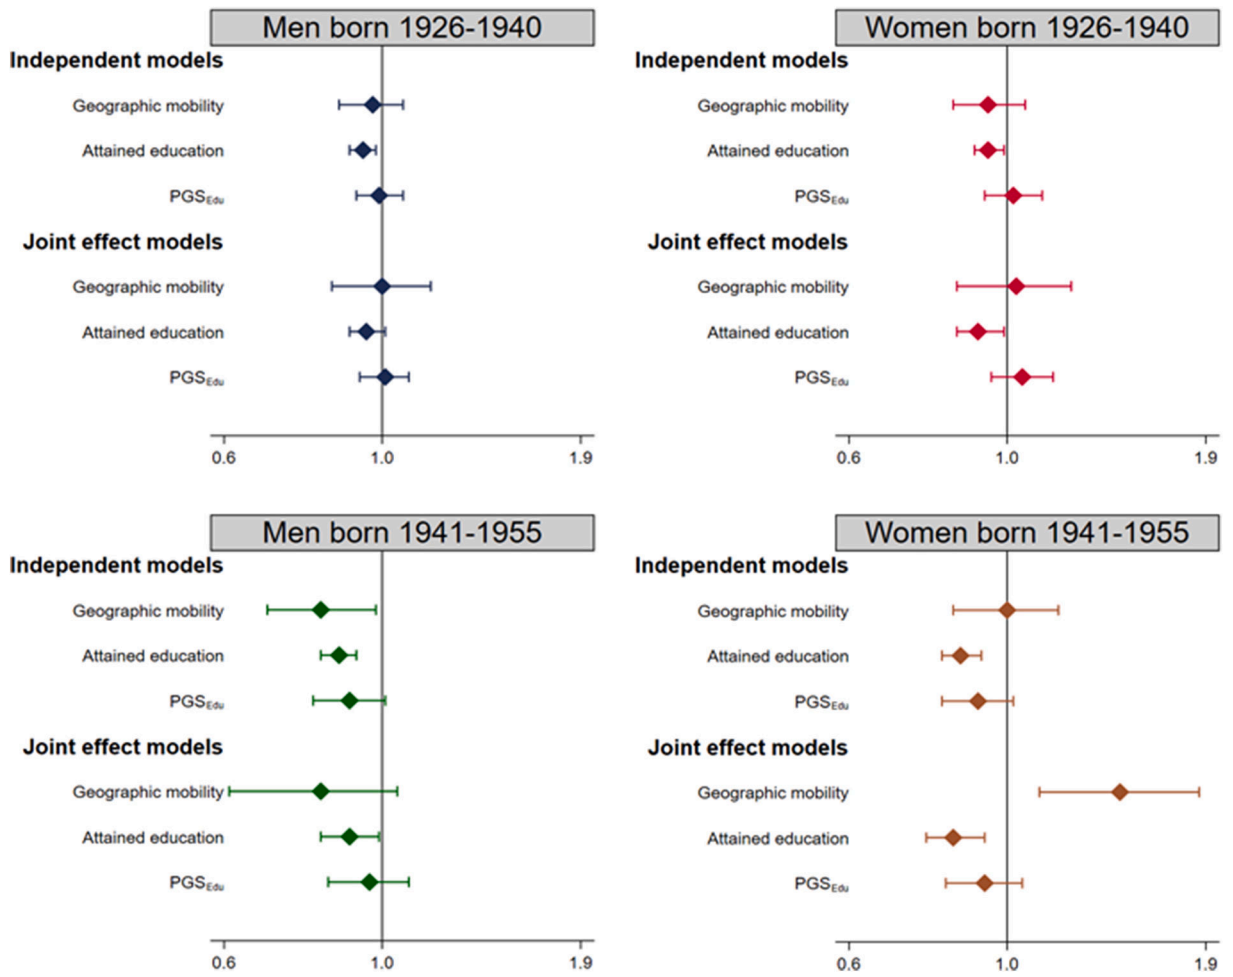 Men born 1926-1940
Independent models
Geographic mobility
Attained education
PGSEdu
Joint effect models
Geographic mobility
Attained education
PGSEdu
0.6 1.0 1.9
Women born 1926-1940
Independent models
Geographic mobility
Attained education
PGSEdu
Joint effect models
Geographic mobility
Attained education
PGSEdu
0.6 1.0 1.9
Men born 1941-1955
Independent models
Geographic mobility
Attained education
PGSEdu
Joint effect models
Geographic mobility
Attained education
PGSEdu
0.6 1.0 1.9
Women born 1941-1955
Independent models
Geographic mobility
Attained education
PGSEdu
Joint effect models
Geographic mobility
Attained education
PGSEdu
0.6 1.0 1.9